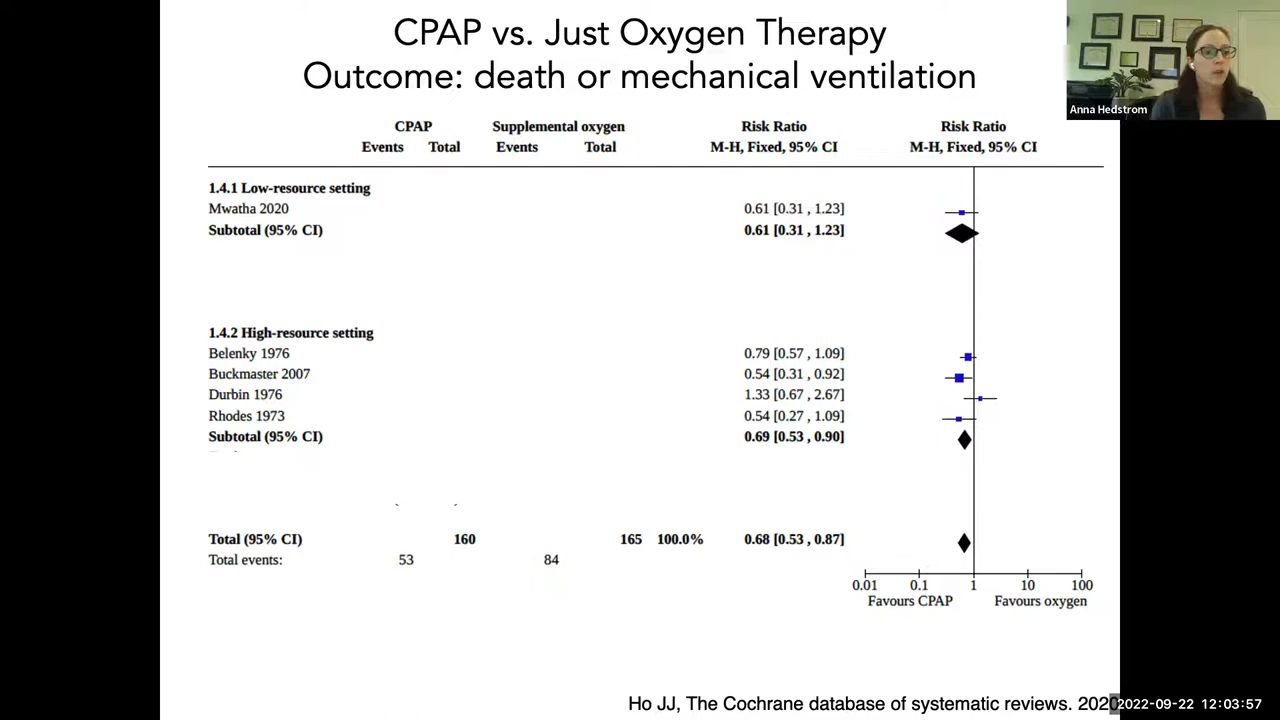 CPAP vs. Just Oxygen Therapy
Outcome: death or mechanical ventilation
Anna Hedstrom
CPAP Supplemental oxygen Risk Ratio Risk Ratio
Events Total Events Total M-H, Fixed, 95% CI M-H, Fixed, 95% CI
1.4.1 Low-resource setting
Mwatha 2020 0.61 [0.31 , 1.23]
Subtotal (95% CI) 0.61 [0.31 , 1.23]
1.4.2 High-resource setting
Belenky 1976 0.79 [0.57 , 1.09]
Buckmaster 2007 0.54 [0.31 , 0.92]
Durbin 1976 1.33 [0.67 , 2.67]
Rhodes 1973 0.54 [0.27 , 1.09]
Subtotal (95% CI) 0.69 [0.53 , 0.90]
Total (95% CI) 160 165 100.0% 0.68 [0.53 , 0.87]
Total events: 53 84
0.01 0.1 1 10 100
Favours CPAP Favours oxygen
Ho JJ, The Cochrane database of systematic reviews. 2020
2022-09-22 12:03:57